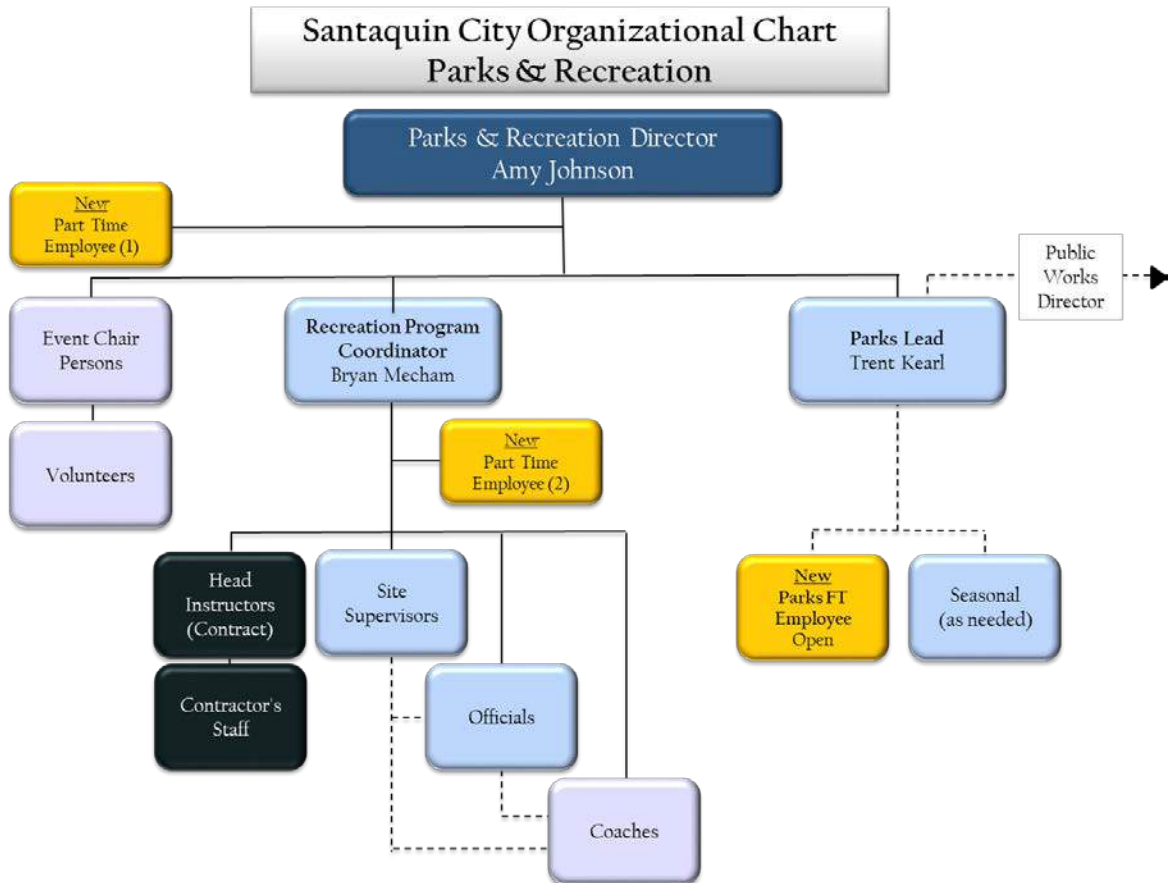 Santaquin City Organizational Chart
Parks & Recreation
Parks & Recreation Director
Amy Johnson
New
Part Time
Employee (1)
Public
Works
Director
Event Chair
Persons
Recreation Program
Coordinator
Bryan Mecham
Parks Lead
Trent Kearl
Volunteers
New
Part Time
Employee (2)
Head
Instructors
(Contract)
Site
Supervisors
New
Parks FT
Employee
Open
Seasonal
(as needed)
Contractor's
Staff
Officials
Coaches